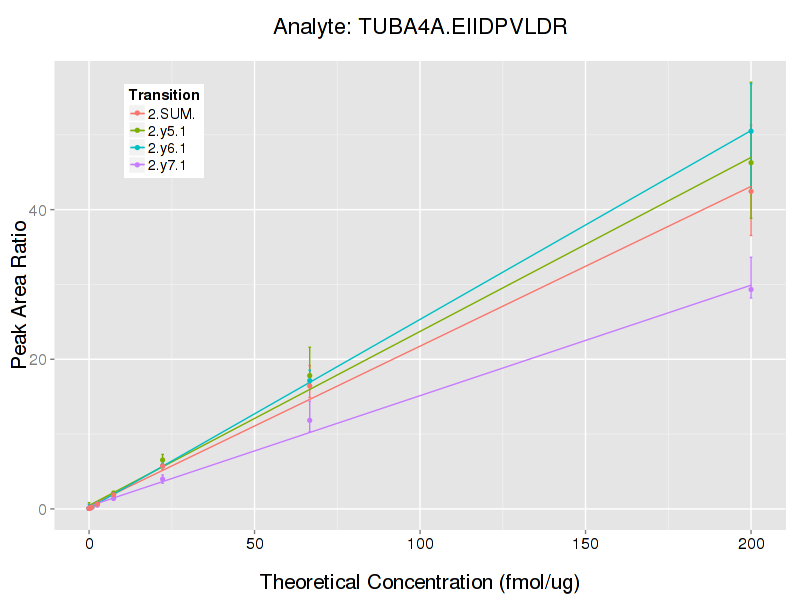 Analyte: TUBA4A.EIIDPVLDR
Transition
2.SUM.
2.y5.1
2.y6.1
2.y7.1
Peak Area Ratio
40
20
0
0 50 100 150 200
Theoretical Concentration (fmol/ug)